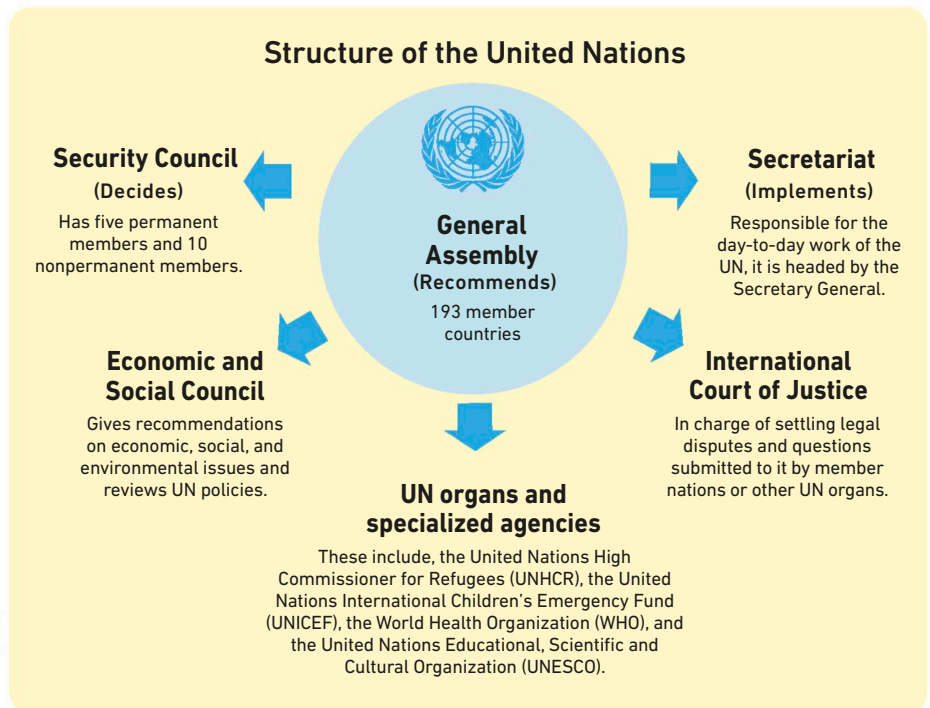 Structure of the United Nations
Security Council
(Decides)
Has five permanent
members and 10
nonpermanent members.
General
Assembly
(Recommends)
193 member
countries
Secretariat
(Implements)
Responsible for the
day-to-day work of the
UN, it is headed by the
Secretary General.
Economic and
Social Council
Gives recommendations
on economic, social, and
environmental issues and
reviews UN policies.
International
Court of Justice
In charge of settling legal
disputes and questions
submitted to it by member
nations or other UN organs.
UN organs and
specialized agencies
These include, the United Nations High
Commissioner for Refugees (UNHCR), the United
Nations International Children’s Emergency Fund
(UNICEF), the World Health Organization (WHO), and
the United Nations Educational, Scientific and
Cultural Organization (UNESCO).